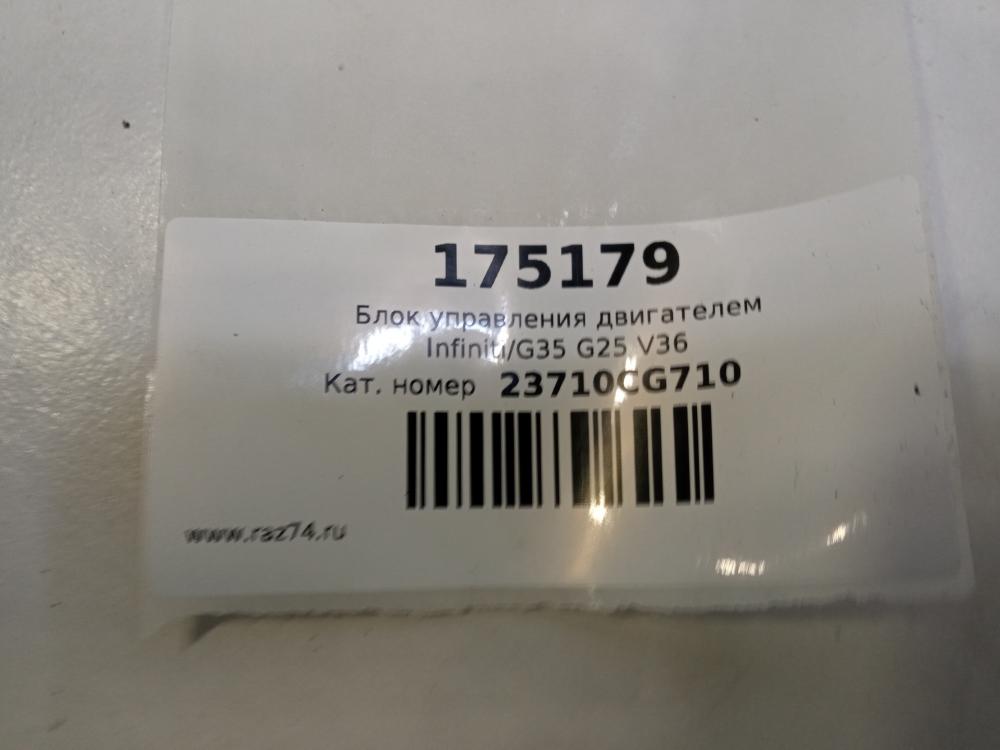 175179
Блок управления двигателем
Infiniti/G35 G25 V36
Кат. номер 23710CG710
www.raz74.ru